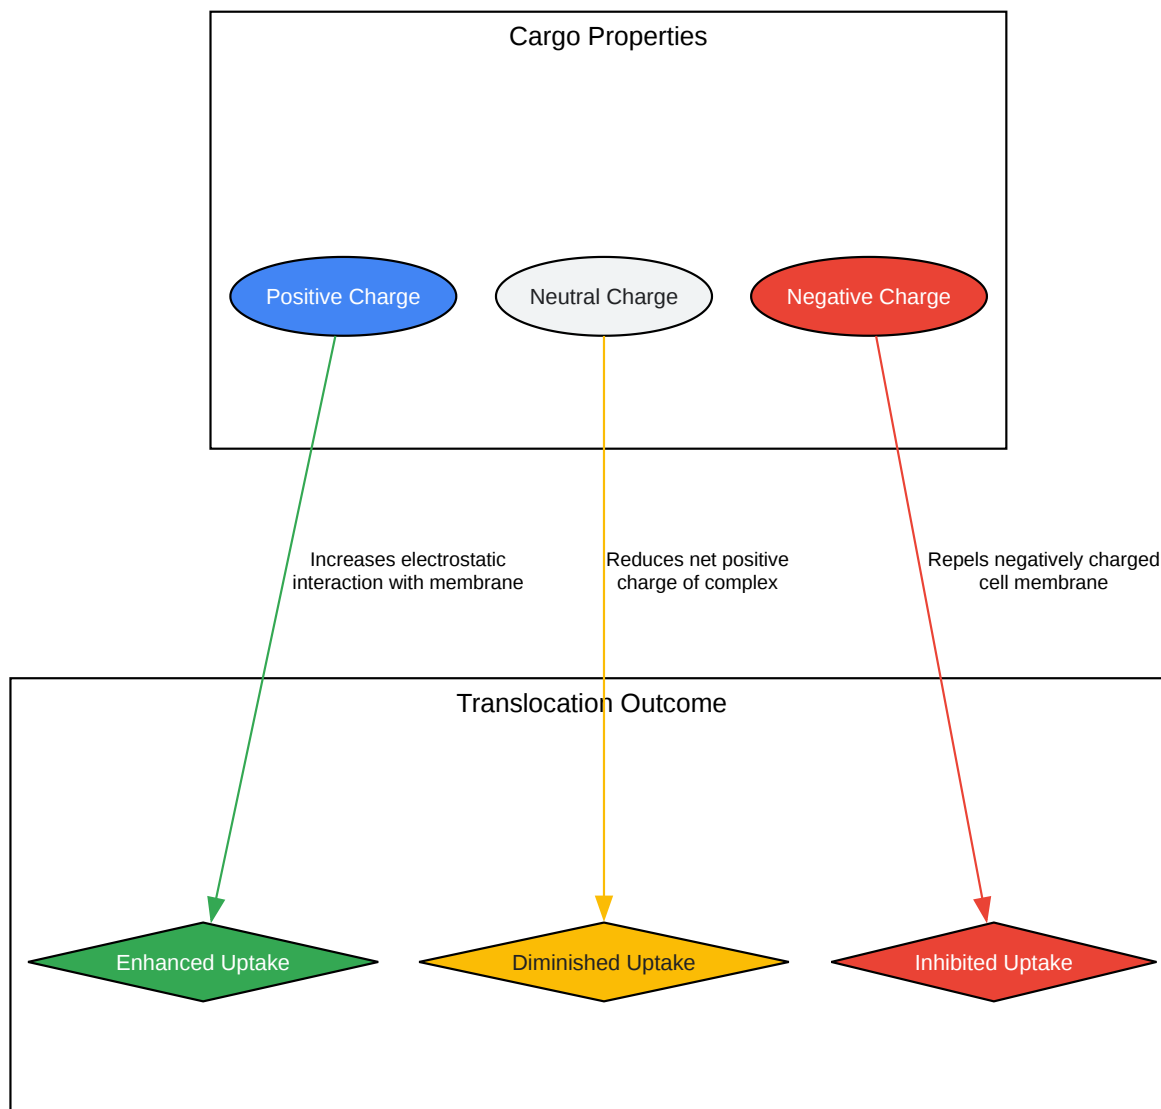 Cargo Properties
Positive Charge
Neutral Charge
Negative Charge
Increases electrostatic
interaction with membrane
Reduces net positive
charge of complex
Repels negatively charged
cell membrane
Translocation Outcome
Enhanced Uptake
Diminished Uptake
Inhibited Uptake